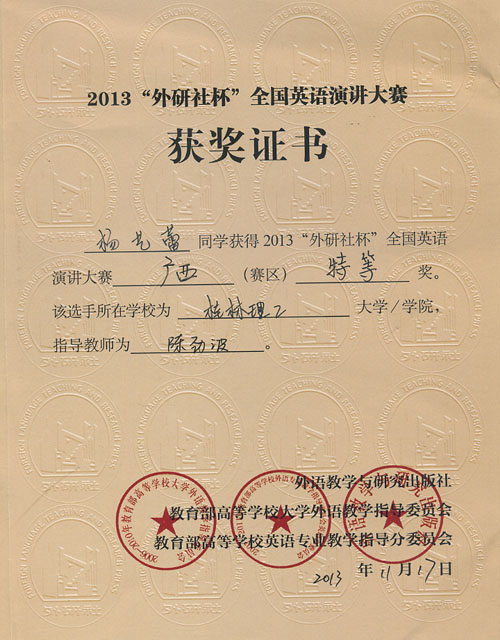 2013“外研社杯”全国英语演讲大赛
获奖证书
杨艺蕾 同学获得2013“外研社杯”全国英语
演讲大赛 广西 (赛区) 特等 奖。
该选手所在学校为 桂林理工 大学/学院,
指导教师为 陈劲波 。
外语教学与研究出版社
教育部高等学校大学外语教学指导委员会
教育部高等学校英语专业教学指导分委员会
2013 年 11 月 17 日